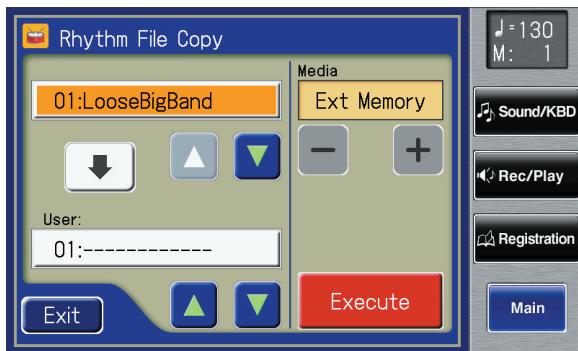 Rhythm File Copy
♩=130
M: 1
Media
01:LooseBigBand
Ext Memory
Sound/KBD
− +
Rec/Play
User:
01:------------
Registration
Exit
Execute
Main